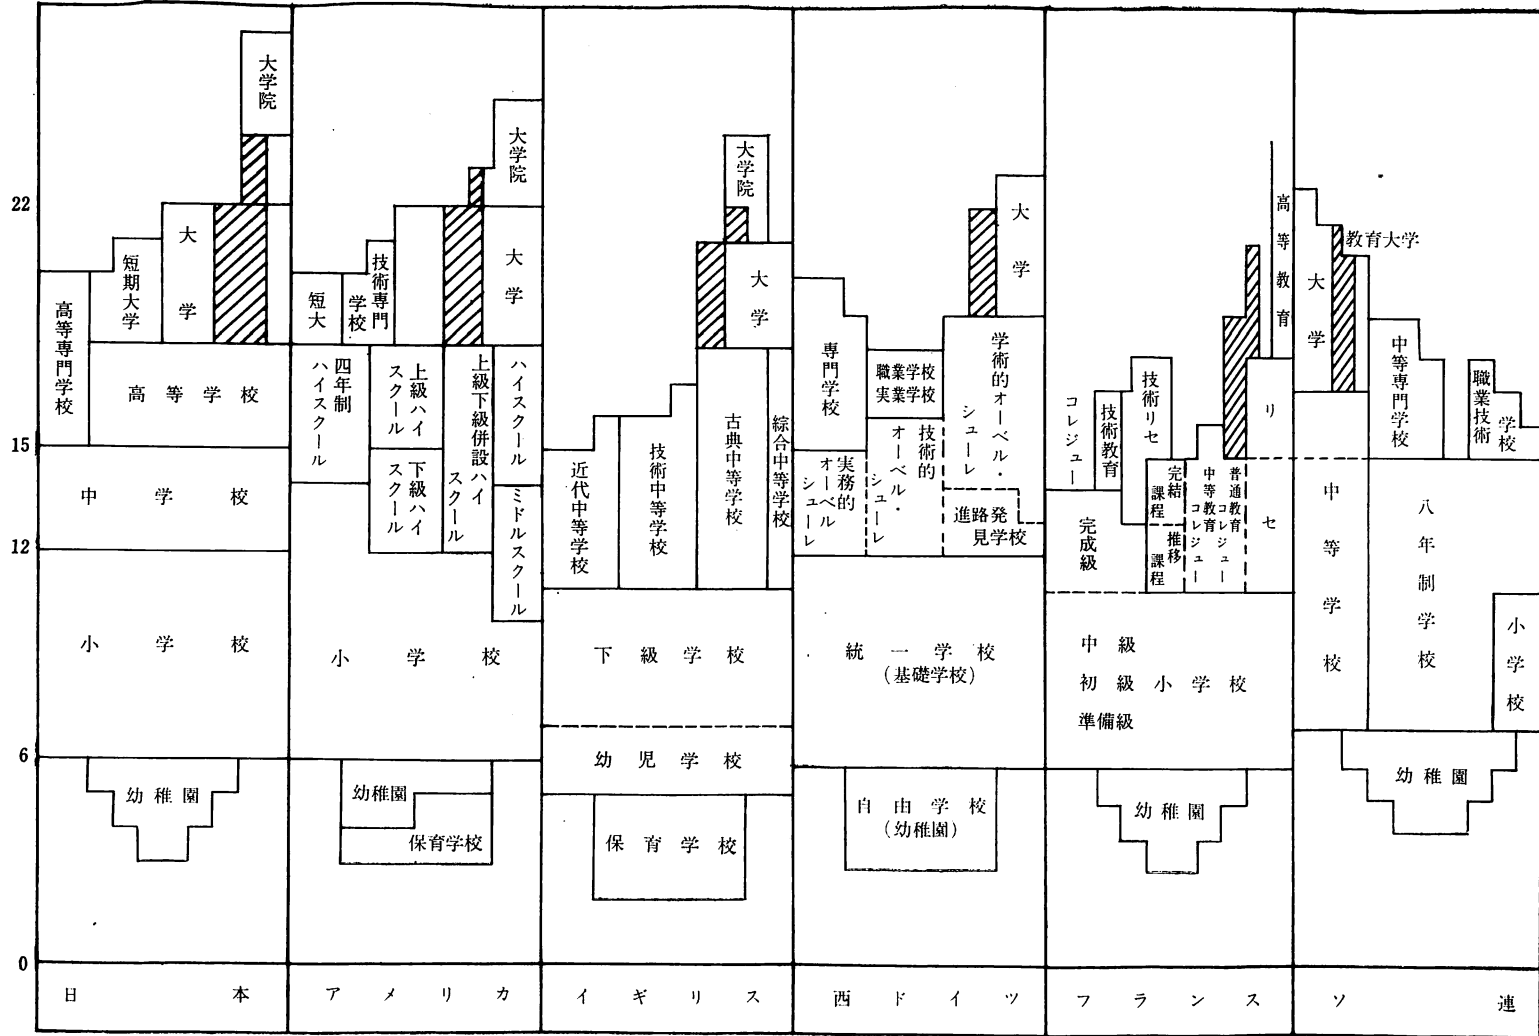 22
15
12
6
0
大学院
大学
短期大学
高等専門学校
高等学校
中学校
小学校
幼稚園
日本
大学院
大学
技術専門学校
短大
四年制ハイスクール
上級ハイスクール
下級ハイスクール
上級下級併設ハイスクール
ハイスクール
ミドルスクール
小学校
幼稚園
保育学校
アメリカ
大学院
大学
近代中等学校
技術中等学校
古典中等学校
綜合中等学校
下級学校
幼児学校
保育学校
イギリス
大学
専門学校
職業学校
実業学校
学術的オーベル・シューレ
技術的オーベル・シューレ
実務的オーベルシューレ
進路発見学校
統一学校
(基礎学校)
自由学校
(幼稚園)
西ドイツ
高等教育
技術リセ
技術教育
コレジュー
完成級
完結課程
推移課程
中等教育コレジュー
普通教育コレジュー
リセ
中級
初級小学校
準備級
幼稚園
フランス
教育大学
大学
中等専門学校
職業技術学校
中等学校
八年制学校
小学校
幼稚園
ソ連